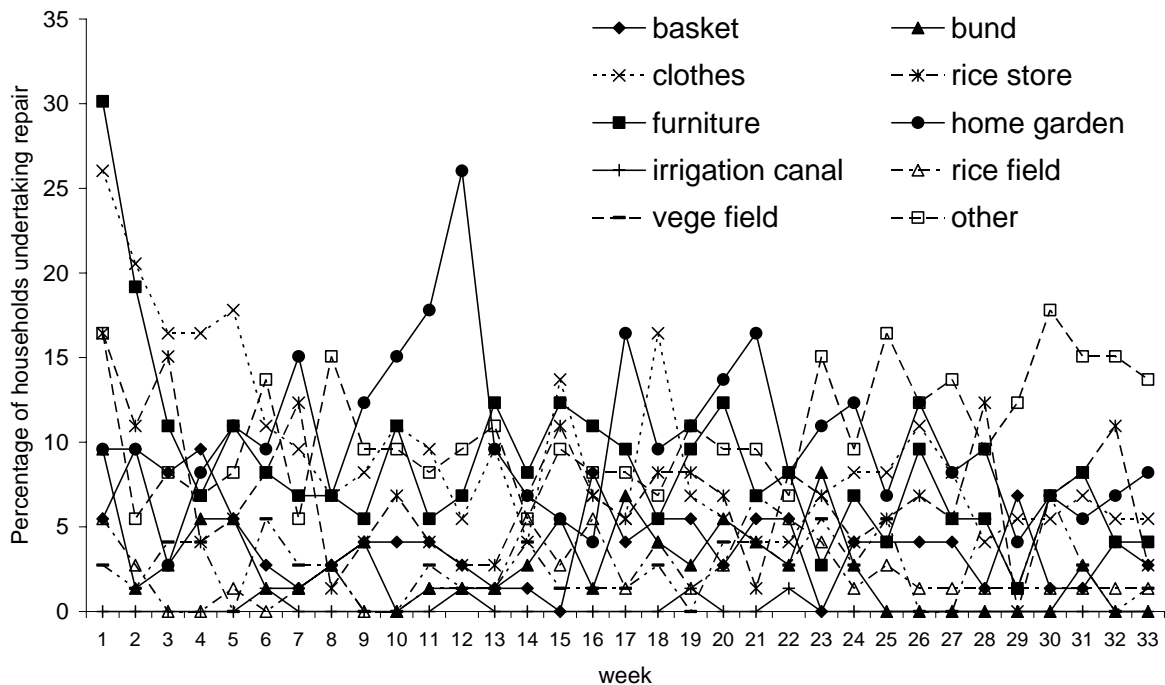 35
30
25
20
15
10
5
0
Percentage of households undertaking repair
basket bund
clothes rice store
furniture home garden
irrigation canal rice field
vege field other
1 2 3 4 5 6 7 8 9 10 11 12 13 14 15 16 17 18 19 20 21 22 23 24 25 26 27 28 29 30 31 32 33
week